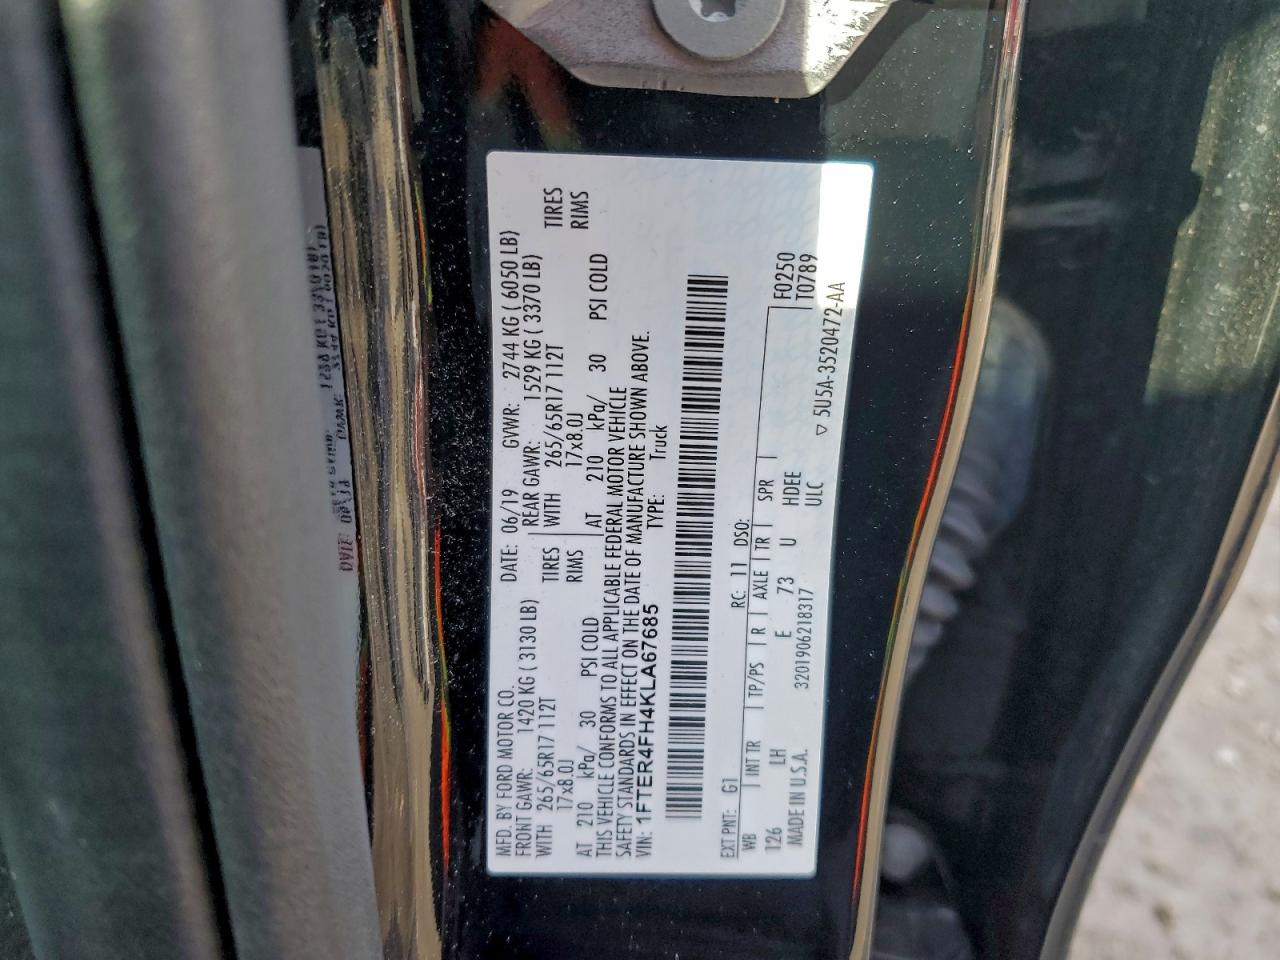 MFD. BY FORD MOTOR CO. DATE: 06/19 GVWR: 2744 KG ( 6050 LB)
FRONT GAWR: 1420 KG ( 3130 LB) REAR GAWR: 1529 KG ( 3370 LB)
WITH 265/65R17 112T TIRES WITH 265/65R17 112T TIRES
17x8.0J RIMS 17x8.0J RIMS
AT 210 kPa/ 30 PSI COLD AT 210 kPa/ 30 PSI COLD
THIS VEHICLE CONFORMS TO ALL APPLICABLE FEDERAL MOTOR VEHICLE
SAFETY STANDARDS IN EFFECT ON THE DATE OF MANUFACTURE SHOWN ABOVE.
VIN: 1FTER4FH4KLA67685 TYPE: Truck
EXT PNT: G1 RC: 11 DSO:
WB INT TR TP/PS R AXLE TR SPR F0250
126 LH E 73 U HDEE T0789
MADE IN U.S.A. 3201906218317 ULC
▽ 5U5A-3520472-AA